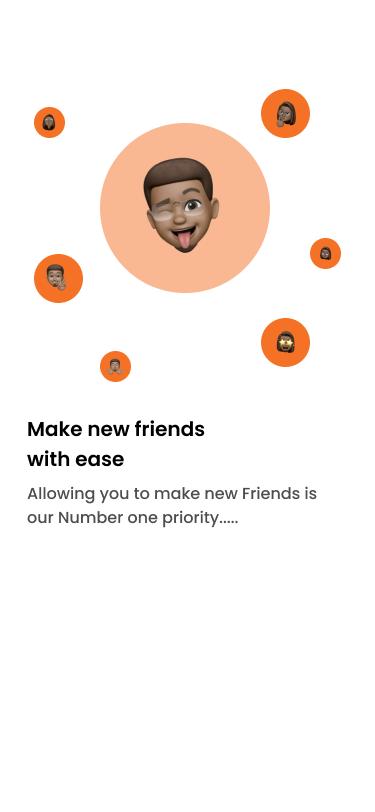 Make new friends
with ease
Allowing you to make new Friends is
our Number one priority.....